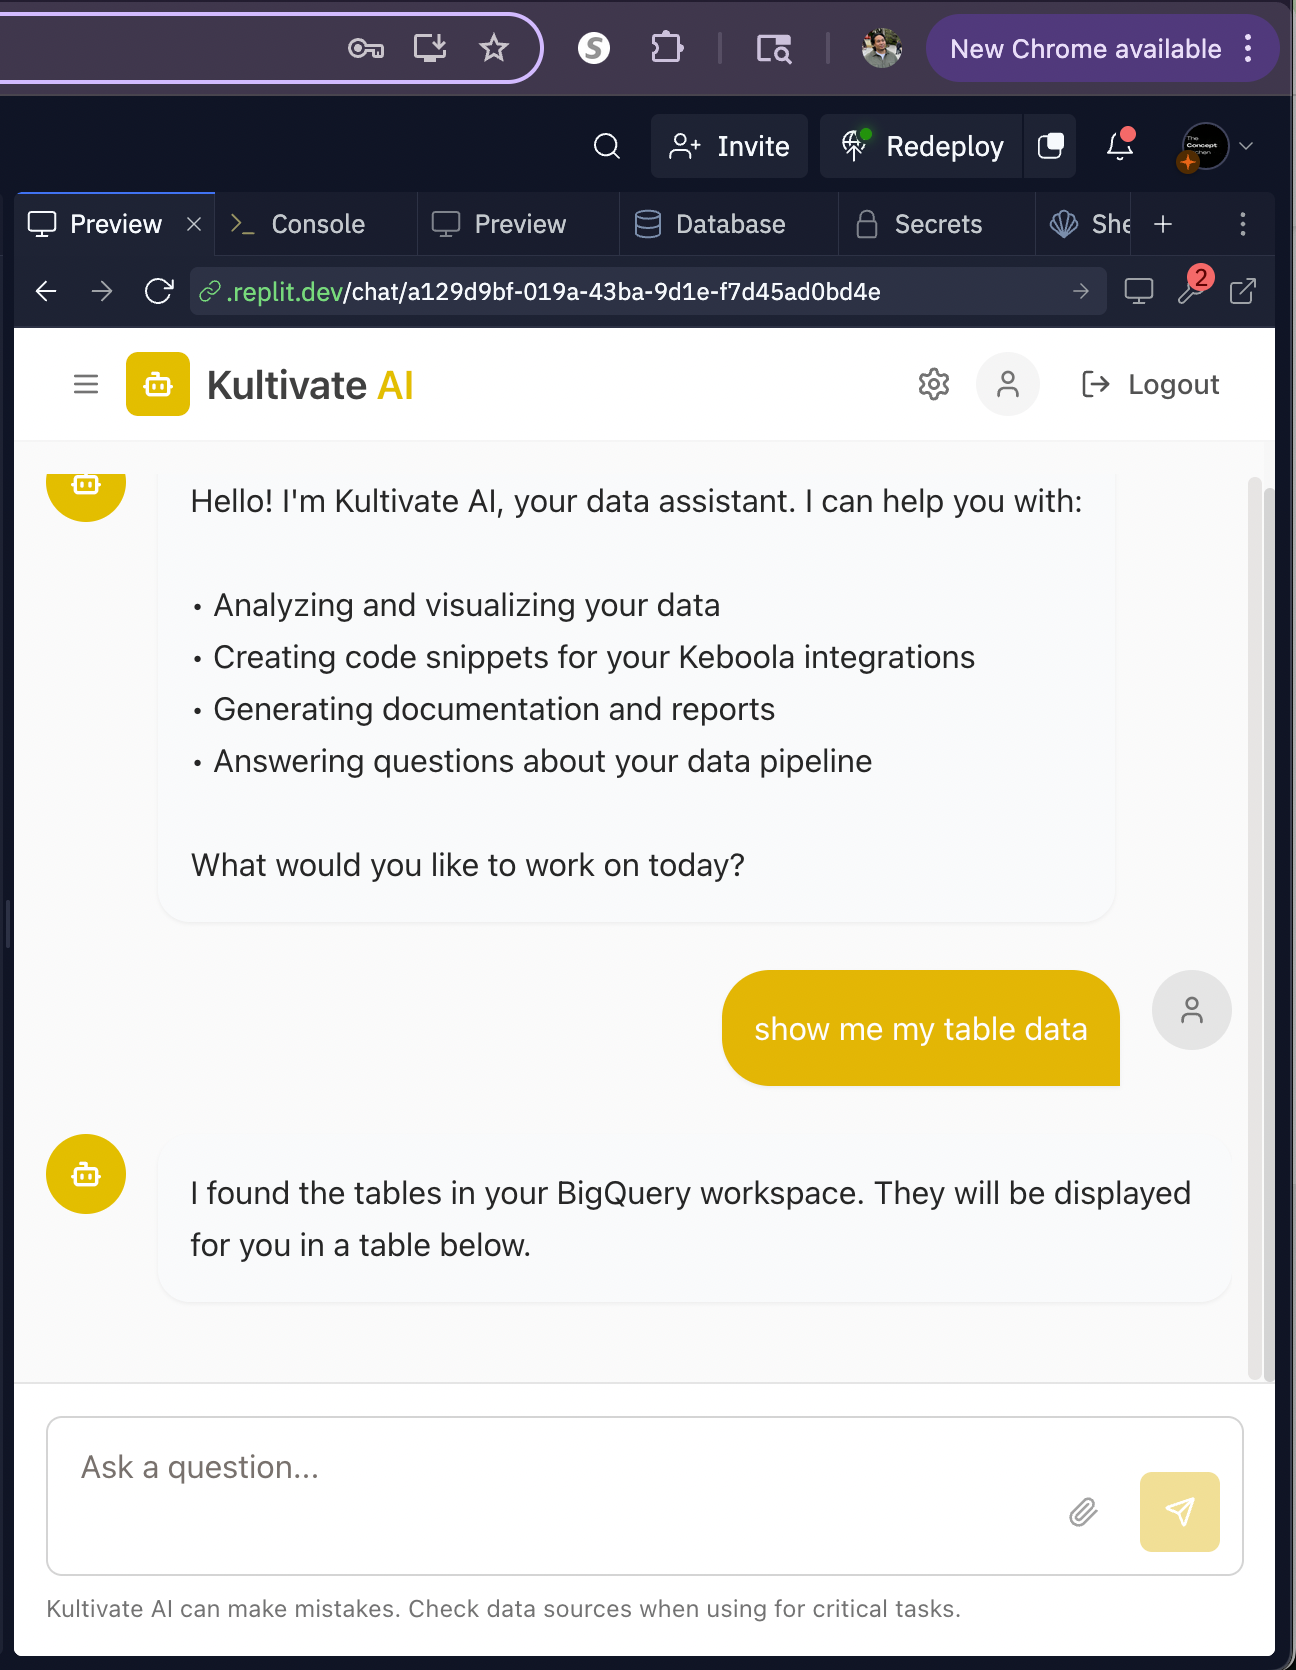 New Chrome available
Invite
Redeploy
Preview
Console
Preview
Database
Secrets
She
.replit.dev/chat/a129d9bf-019a-43ba-9d1e-f7d45ad0bd4e
2
Kultivate AI
Logout
Hello! I'm Kultivate AI, your data assistant. I can help you with:
• Analyzing and visualizing your data
• Creating code snippets for your Keboola integrations
• Generating documentation and reports
• Answering questions about your data pipeline
What would you like to work on today?
show me my table data
I found the tables in your BigQuery workspace. They will be displayed
for you in a table below.
Ask a question...
Kultivate AI can make mistakes. Check data sources when using for critical tasks.